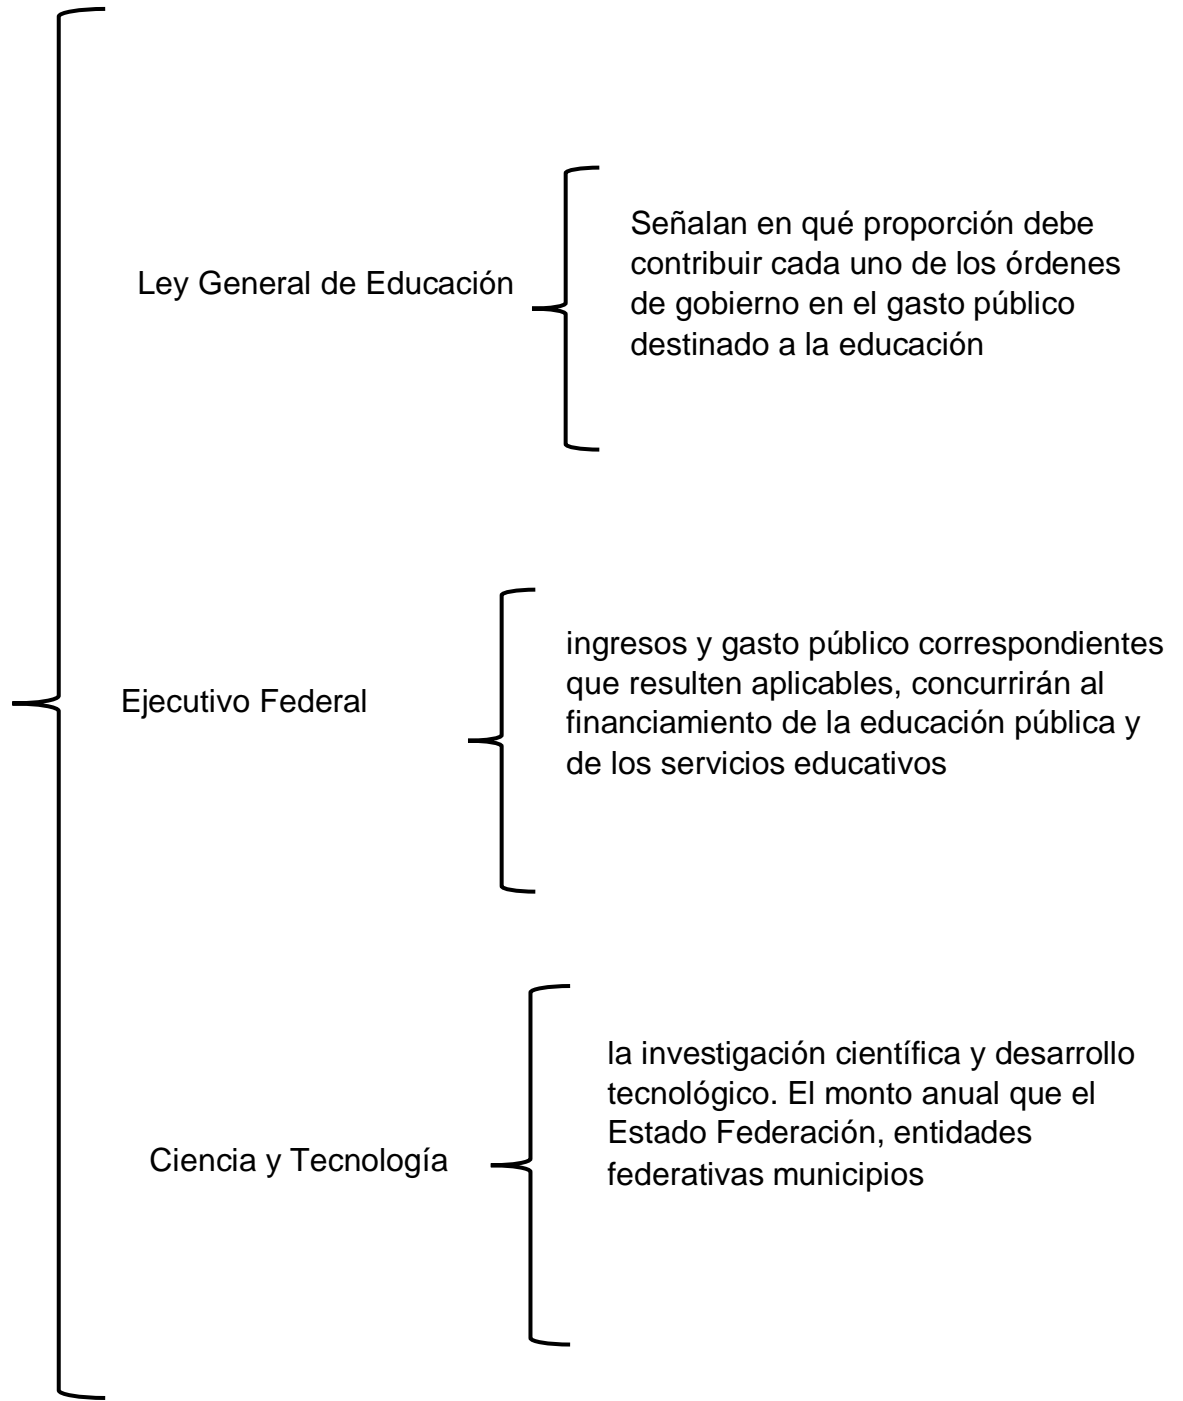 Ley General de Educación
Señalan en qué proporción debe
contribuir cada uno de los órdenes
de gobierno en el gasto público
destinado a la educación
Ejecutivo Federal
ingresos y gasto público correspondientes
que resulten aplicables, concurrirán al
financiamiento de la educación pública y
de los servicios educativos
Ciencia y Tecnología
la investigación científica y desarrollo
tecnológico. El monto anual que el
Estado Federación, entidades
federativas municipios